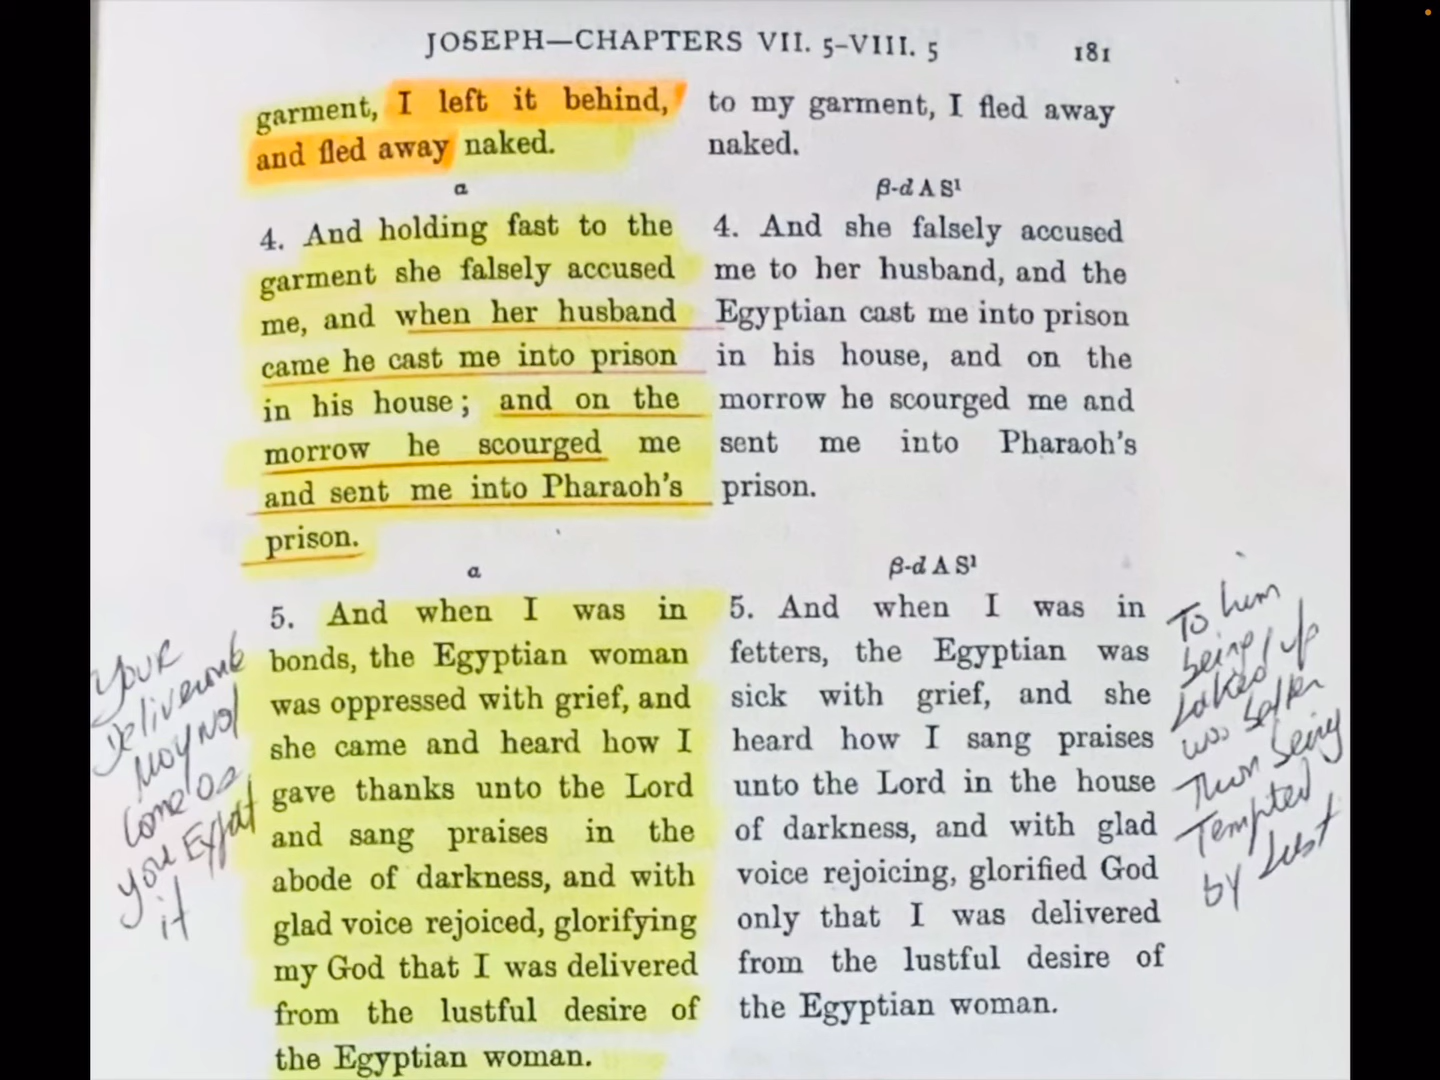 JOSEPH—CHAPTERS VII. 5-VIII. 5
181
garment, I left it behind,
and fled away naked.
α
4. And holding fast to the
garment she falsely accused
me, and when her husband
came he cast me into prison
in his house; and on the
morrow he scourged me
and sent me into Pharaoh's
prison.
α
5. And when I was in
bonds, the Egyptian woman
was oppressed with grief, and
she came and heard how I
gave thanks unto the Lord
and sang praises in the
abode of darkness, and with
glad voice rejoiced, glorifying
my God that I was delivered
from the lustful desire of
the Egyptian woman.
to my garment, I fled away
naked.
β-d A S¹
4. And she falsely accused
me to her husband, and the
Egyptian cast me into prison
in his house, and on the
morrow he scourged me and
sent me into Pharaoh's
prison.
β-d A S¹
5. And when I was in
fetters, the Egyptian was
sick with grief, and she
heard how I sang praises
unto the Lord in the house
of darkness, and with glad
voice rejoicing, glorified God
only that I was delivered
from the lustful desire of
the Egyptian woman.
Your
May Not
Come as
you Expect
it
To him
being
up
was
Then being
Tempted
by Lust